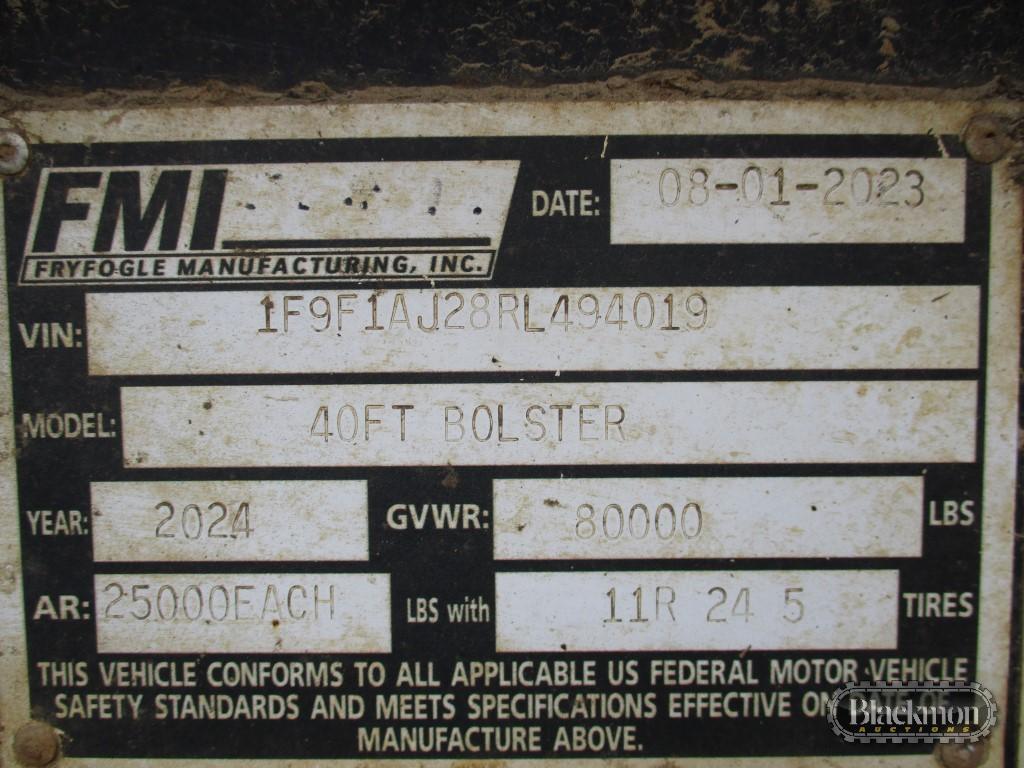 FMI
FRYFOGLE MANUFACTURING, INC.
DATE: 08-01-2023
VIN: 1F9F1AJ28RL494019
MODEL: 40FT BOLSTER
YEAR: 2024 GVWR: 80000 LBS
AR: 25000EACH LBS with 11R 24 5 TIRES
THIS VEHICLE CONFORMS TO ALL APPLICABLE US FEDERAL MOTOR VEHICLE
SAFETY STANDARDS AND MEETS SPECIFICATIONS EFFECTIVE ON
MANUFACTURE ABOVE.
Blackmon
AUCTIONS